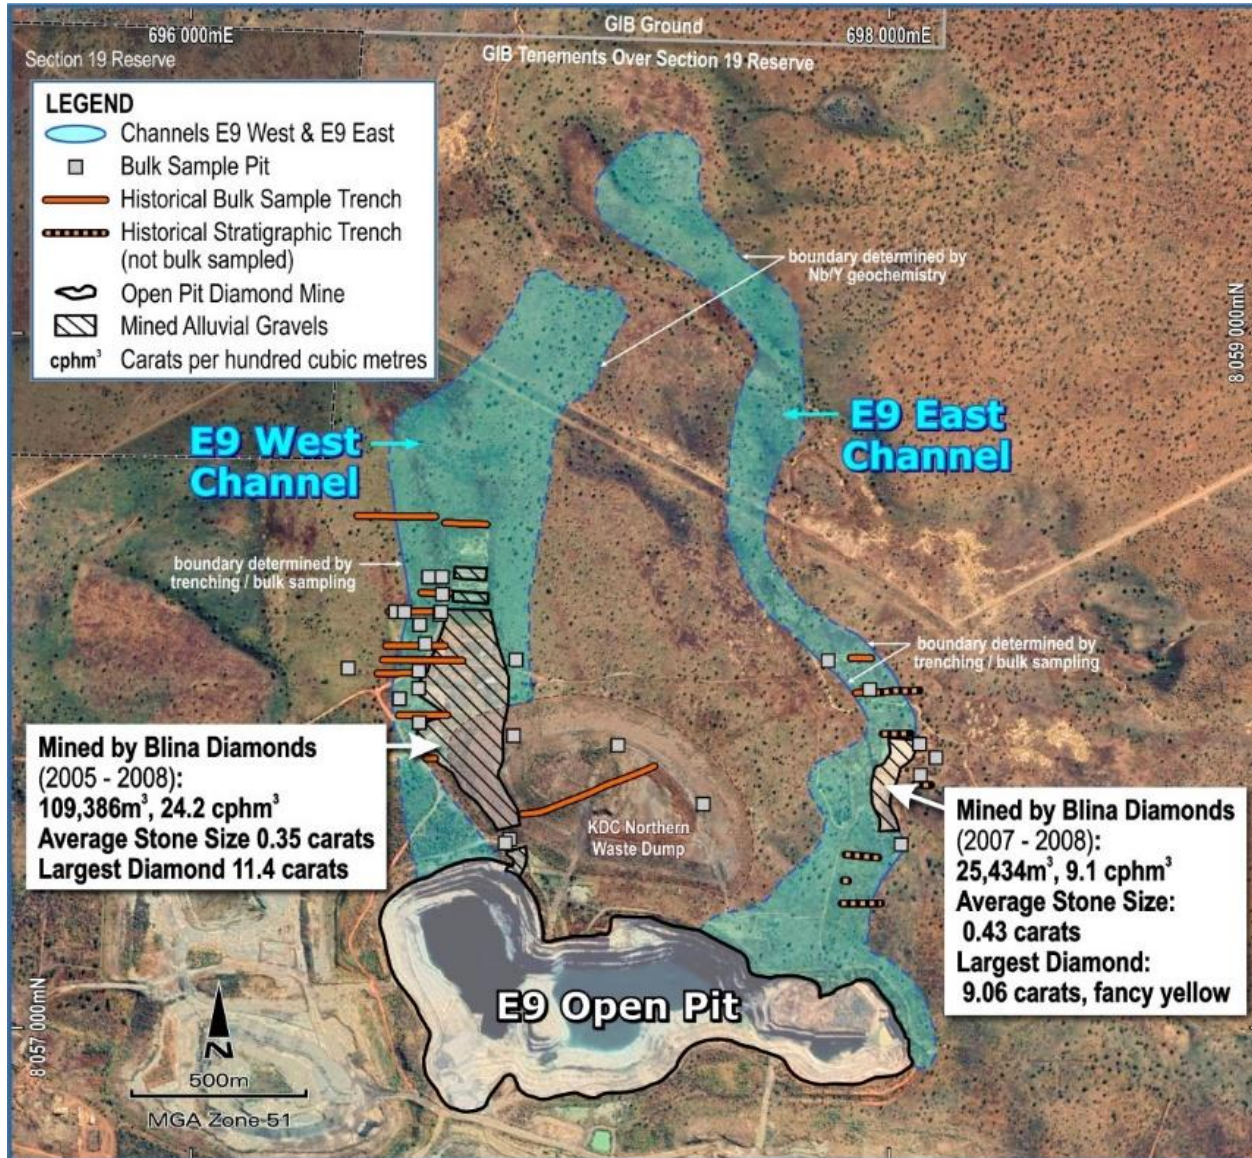 GIB Ground
696 000mE
698 000mE
Section 19 Reserve
GIB Tenements Over Section 19 Reserve
LEGEND
Channels E9 West & E9 East
Bulk Sample Pit
Historical Bulk Sample Trench
Historical Stratigraphic Trench
(not bulk sampled)
Open Pit Diamond Mine
Mined Alluvial Gravels
cphm³ Carats per hundred cubic metres
boundary determined by
Nb/Y geochemistry
8 059 000mN
E9 West
Channel
E9 East
Channel
boundary determined by
trenching / bulk sampling
boundary determined by
trenching / bulk sampling
Mined by Blina Diamonds
(2005 - 2008):
109,386m³, 24.2 cphm³
Average Stone Size 0.35 carats
Largest Diamond 11.4 carats
KDC Northern
Waste Dump
Mined by Blina Diamonds
(2007 - 2008):
25,434m³, 9.1 cphm³
Average Stone Size:
0.43 carats
Largest Diamond:
9.06 carats, fancy yellow
E9 Open Pit
8 057 000mN
N
500m
MGA Zone 51